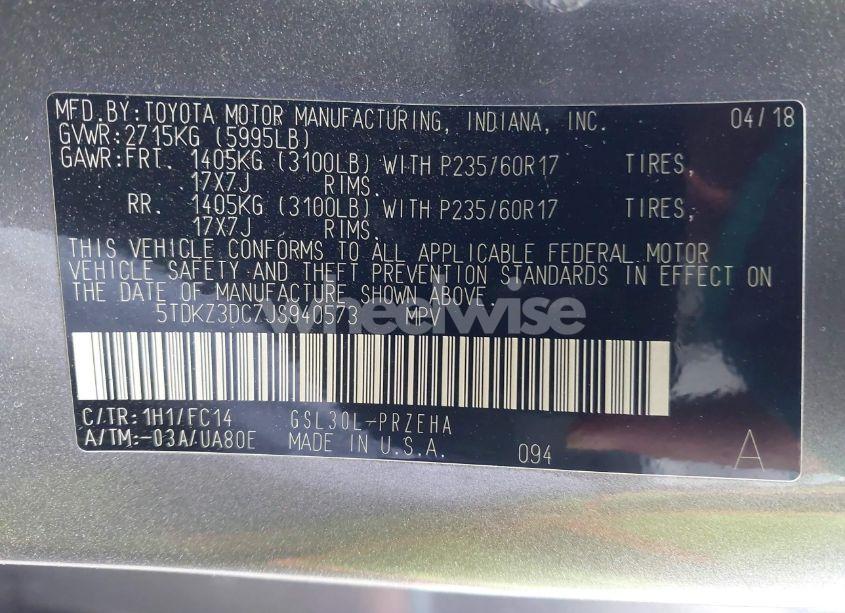 MFD.BY:TOYOTA MOTOR MANUFACTURING, INDIANA, INC. 04/18
GVWR:2715KG (5995LB)
GAWR:FRT. 1405KG (3100LB) WITH P235/60R17 TIRES,
17X7J RIMS.
RR. 1405KG (3100LB) WITH P235/60R17 TIRES,
17X7J RIMS.
THIS VEHICLE CONFORMS TO ALL APPLICABLE FEDERAL MOTOR
VEHICLE SAFETY AND THEFT PREVENTION STANDARDS IN EFFECT ON
THE DATE OF MANUFACTURE SHOWN ABOVE.
5TDKZ3DC7JS940573 MPV
wheelwise
C/TR:1H1/FC14 GSL30L-PRZEHA
A/TM:-03A/UA80E MADE IN U.S.A. 094 A